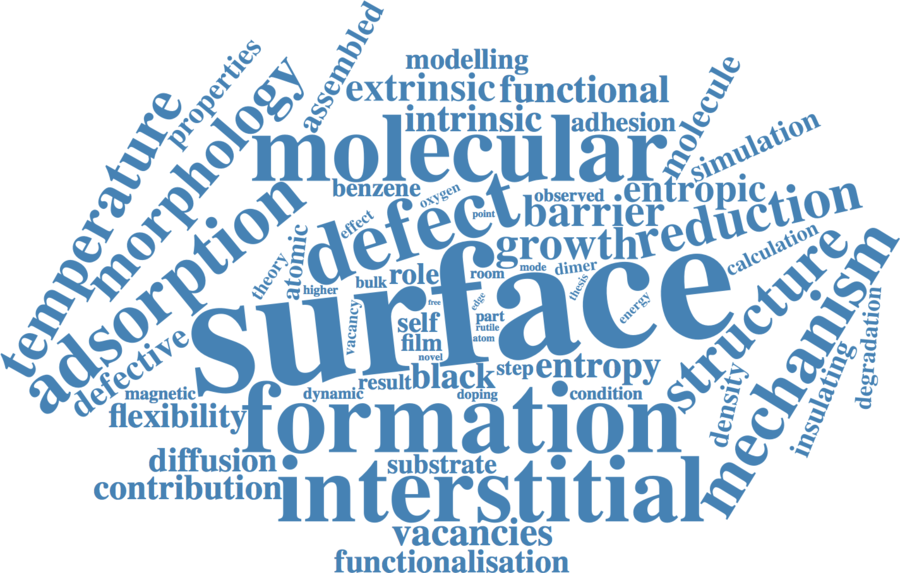 assembled
properties
modelling
extrinsic functional
intrinsic adhesion
molecule
temperature
morphology
molecular
simulation
benzene
oxygen
observed
entropic
adsorption
defect
point
barrier
reduction
effect
growth
calculation
theory
atomic
higher
bulk
role
room
mode
dimer
thesis
structure
mechanism
surface
vacancy
free
edge
energy
self
part
rutile
film
atom
novel
degradation
defective
insulating
density
magnetic
dynamic
result
black
step
entropy
doping
condition
flexibility
formation
diffusion
substrate
contribution
interstitial
vacancies
functionalisation